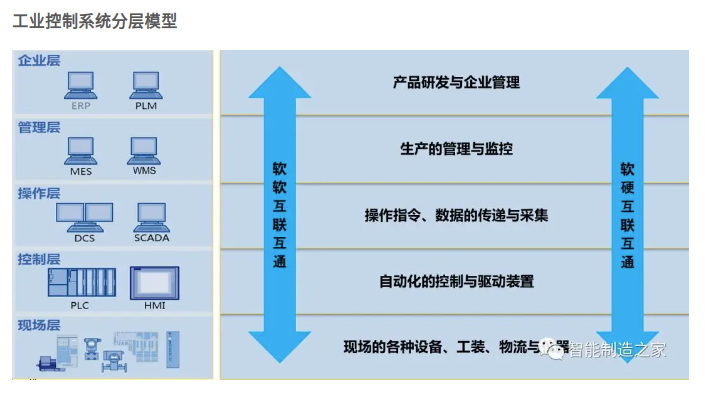 工业控制系统分层模型
企业层
ERP PLM
产品研发与企业管理
管理层
MES WMS
生产的管理与监控
操作层
DCS SCADA
操作指令、数据的传递与采集
控制层
PLC HMI
自动化的控制与驱动装置
现场层
现场的各种设备、工装、物流与器
软软互联互通
软硬互联互通
智能制造之家